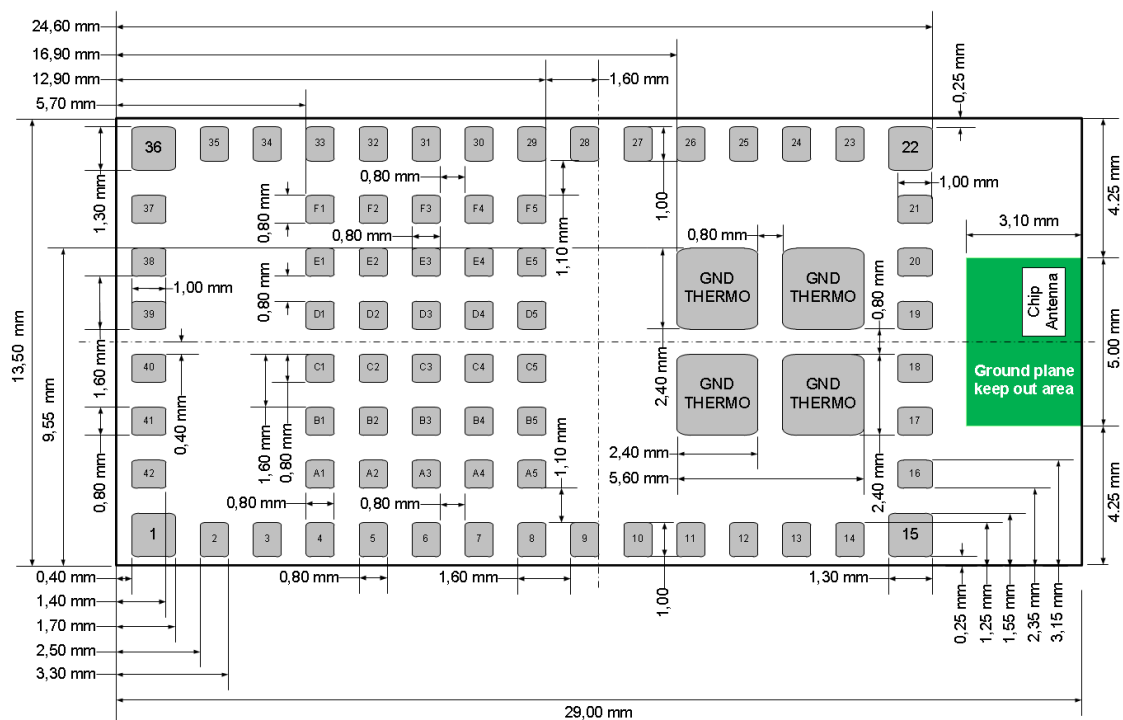 24,60 mm
16,90 mm
12,90 mm
1,60 mm
5,70 mm
0,25 mm
36 35 34 33 32 31 30 29 28 27 26 25 24 23 22
0,80 mm
1,00
1,00 mm
1,30 mm
4.25 mm
37 F1 F2 F3 F4 F5 21
0,80 mm
0,80 mm
1,10 mm
0,80 mm
3,10 mm
38 E1 E2 E3 E4 E5 20
GND THERMO
GND THERMO
1,00 mm
0,80 mm
0,80 mm
Chip Antenna
39 D1 D2 D3 D4 D5 19
13,50 mm
9,55 mm
1,60 mm
0,40 mm
2,40 mm
5.00 mm
40 C1 C2 C3 C4 C5 18
GND THERMO
GND THERMO
Ground plane
keep out area
41 B1 B2 B3 B4 B5 17
0,80 mm
1,60 mm
0,80 mm
1,10 mm
2,40 mm
5,60 mm
2,40 mm
42 A1 A2 A3 A4 A5 16
4.25 mm
0,80 mm
0,80 mm
1 2 3 4 5 6 7 8 9 10 11 12 13 14 15
0,40 mm
0,80 mm
1,60 mm
1,00
1,30 mm
0,25 mm
1,25 mm
1,55 mm
2,35 mm
3,15 mm
1,40 mm
1,70 mm
2,50 mm
3,30 mm
29,00 mm